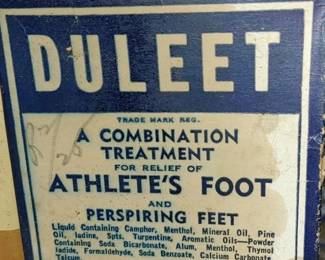 DULEET
TRADE MARK REG.
A COMBINATION
TREATMENT
FOR RELIEF OF
ATHLETE'S FOOT
AND
PERSPIRING FEET
Liquid Containing Camphor, Menthol, Mineral Oil, Pine
Oil, Iodine, Spts. Turpentine, Aromatic Oils—Powder
Containing Soda Bicarbonate, Alum, Menthol, Thymol
Iodide, Formaldehyde, Soda Benzoate, Calcium Carbonate
Talcum